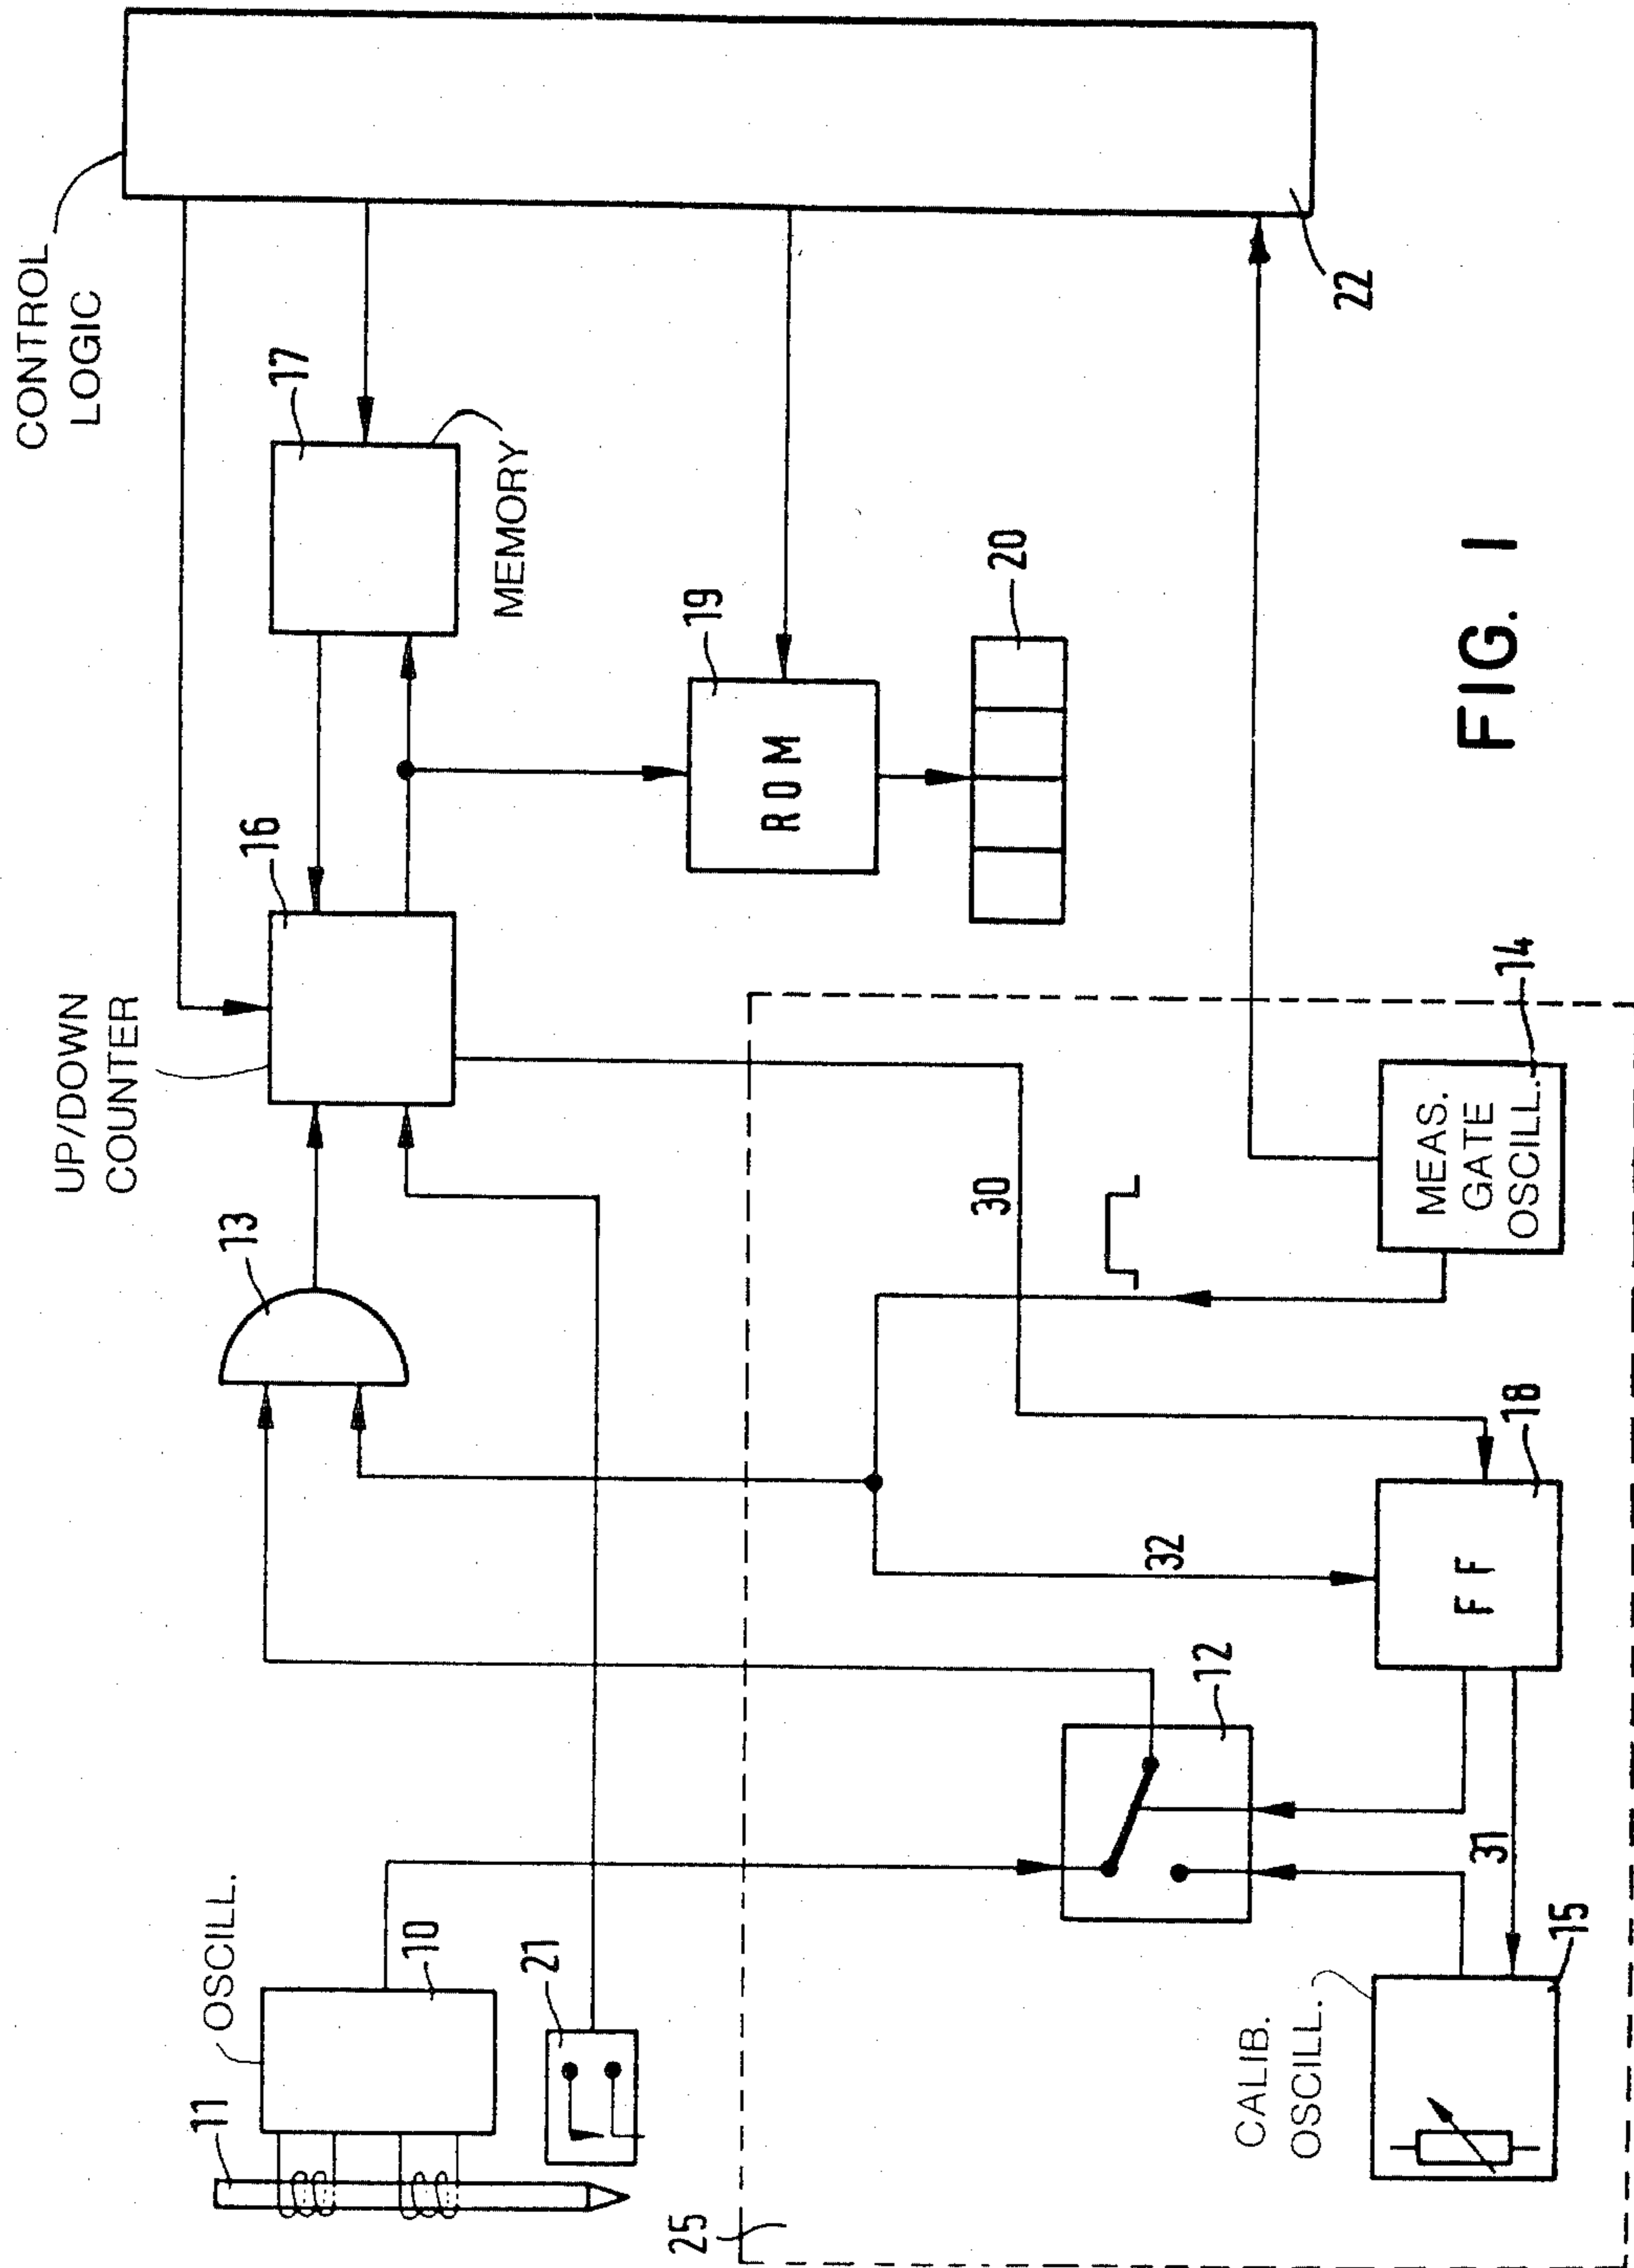 CONTROL
LOGIC
22
17
MEMORY
UP/DOWN
COUNTER
16
19
ROM
20
13
30
MEAS.
GATE
OSCILL.
14
32
18
FF
12
31
OSCILL.
10
11
21
CALIB.
OSCILL.
15
25
FIG. 1